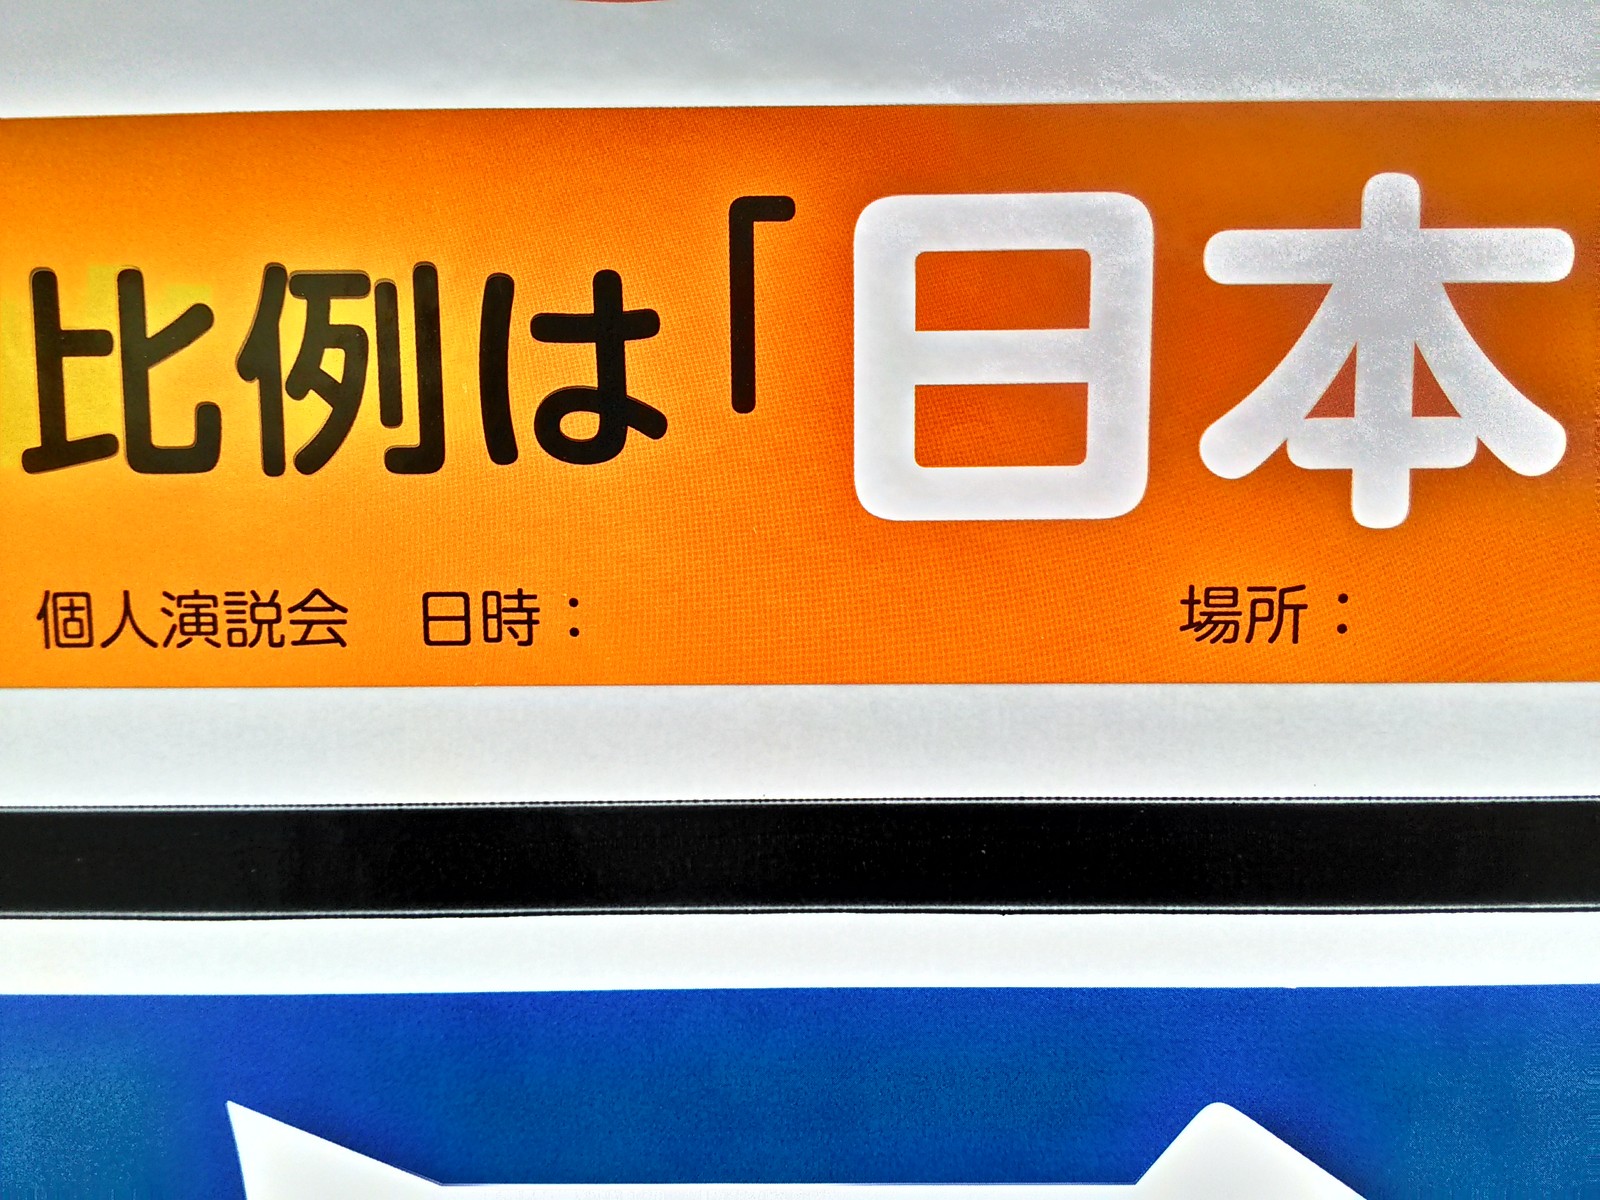 比例は「日本
個人演説会　日時：　場所：